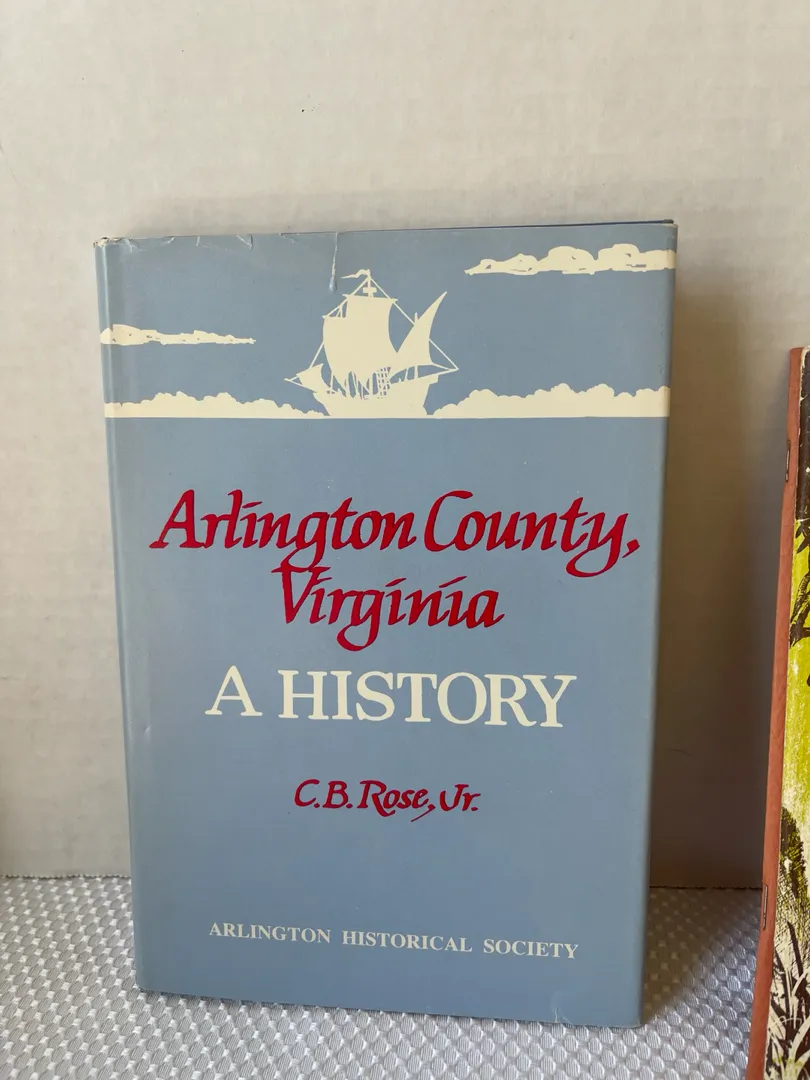 Arlington County,
Virginia
A HISTORY
C.B. Rose, Jr.
ARLINGTON HISTORICAL SOCIETY